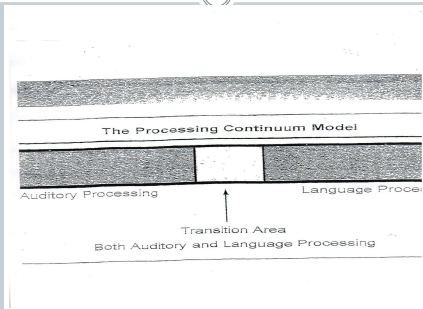 The Processing Continuum Model
Auditory Processing Language Proce
Transition Area
Both Auditory and Language Processing